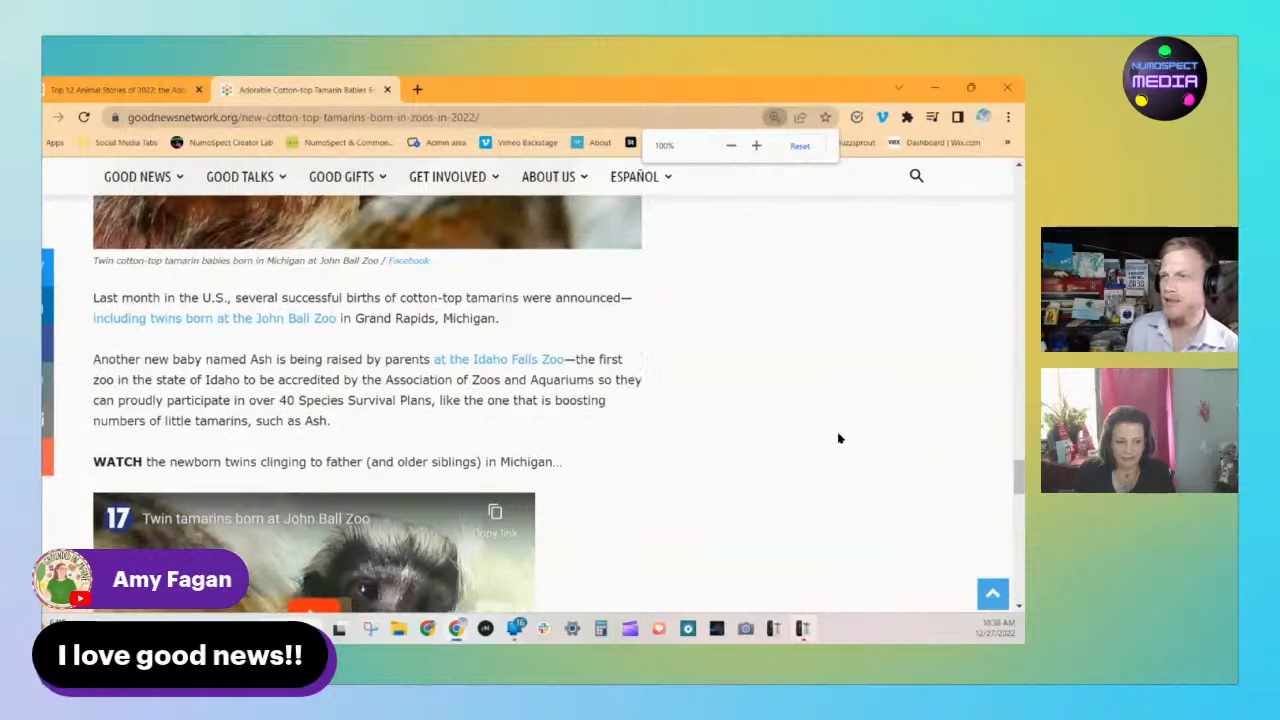 NUMOSPECT
MEDIA
Top 12 Animal Stories of 2022: the Ado
Adorable Cotton-top Tamarin Babies B
goodnewsnetwork.org/new-cotton-top-tamarins-born-in-zoos-in-2022/
Apps Social Media Tabs NumoSpect Creator Lab NumoSpect & Common... Admin area Vimeo Backstage About St uzzsprout WIX Dashboard | Wix.com »
100% Reset
GOOD NEWS GOOD TALKS GOOD GIFTS GET INVOLVED ABOUT US ESPAÑOL
Twin cotton-top tamarin babies born in Michigan at John Ball Zoo / Facebook
Last month in the U.S., several successful births of cotton-top tamarins were announced—
including twins born at the John Ball Zoo in Grand Rapids, Michigan.
Another new baby named Ash is being raised by parents at the Idaho Falls Zoo—the first
zoo in the state of Idaho to be accredited by the Association of Zoos and Aquariums so they
can proudly participate in over 40 Species Survival Plans, like the one that is boosting
numbers of little tamarins, such as Ash.
WATCH the newborn twins clinging to father (and older siblings) in Michigan...
17 Twin tamarins born at John Ball Zoo
Copy link
Amy Fagan
I love good news!!
16
10:38 AM
12/27/2022